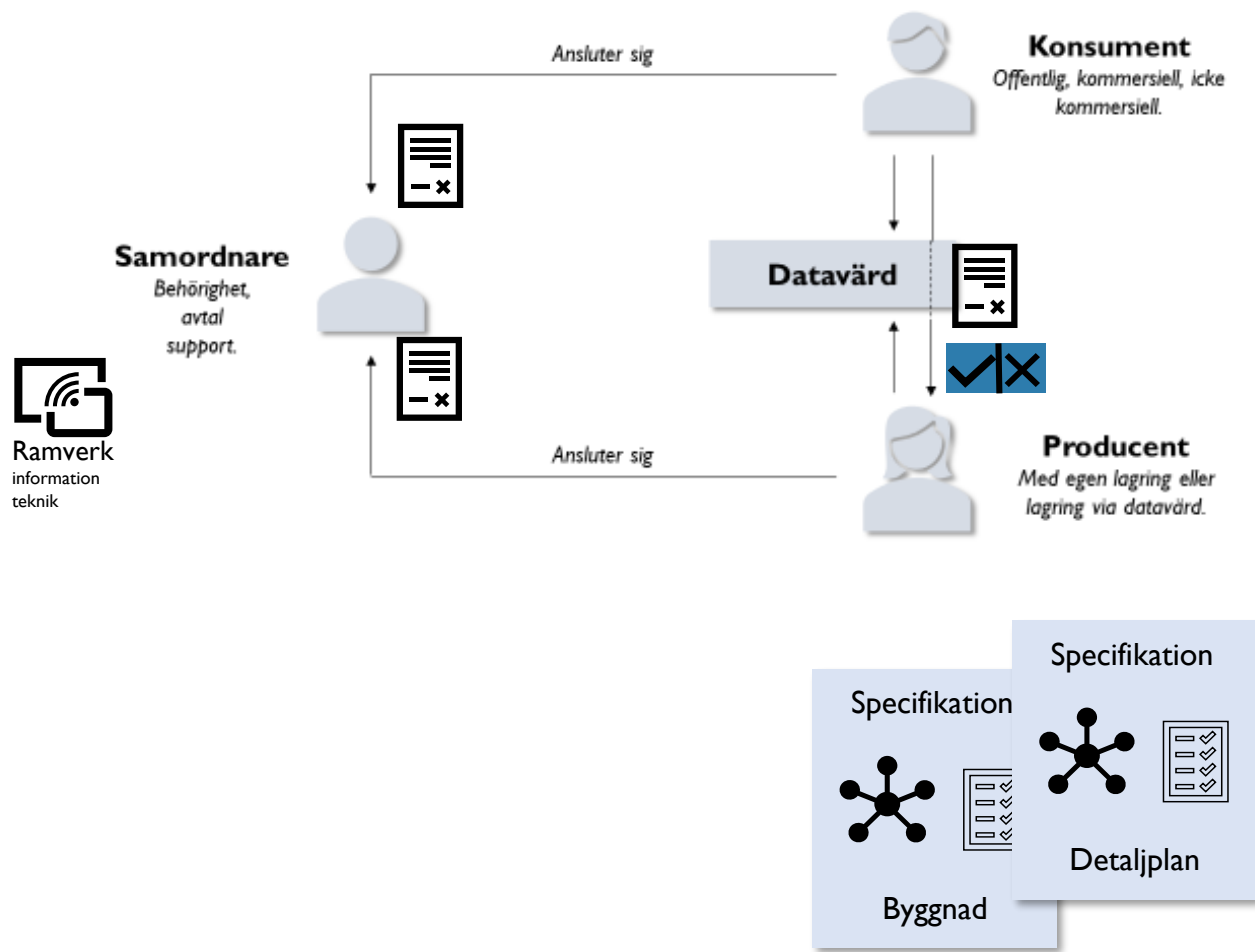 Ansluter sig
Konsument
Offentlig, kommersiell, icke
kommersiell.
Samordnare
Behörighet,
avtal
support.
Datavärd
Ramverk
information
teknik
Ansluter sig
Producent
Med egen lagring eller
lagring via datavärd.
Specifikation
Byggnad
Specifikation
Detaljplan